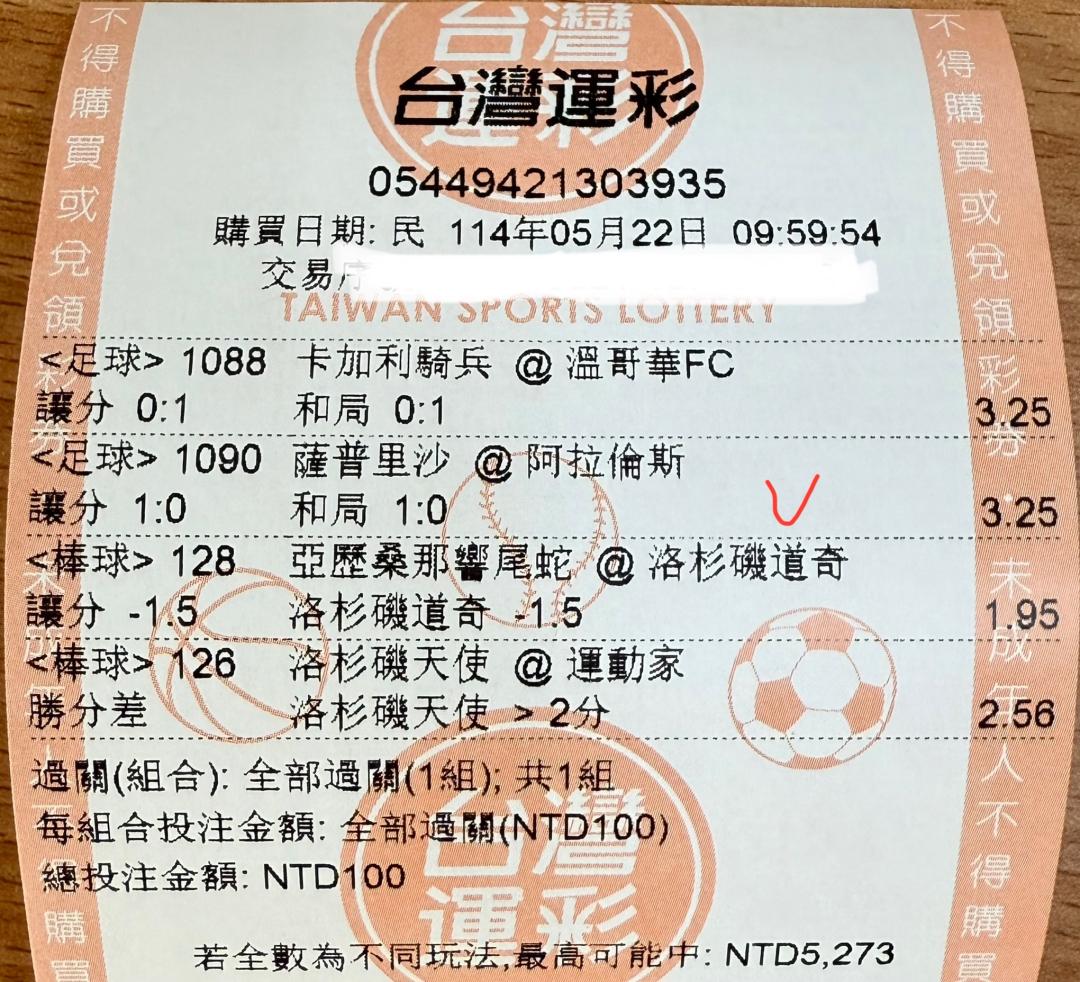 台灣運彩
台灣運彩
05449421303935
購買日期: 民 114年05月22日 09:59:54
交易序
TAIWAN SPORTS LOTTERY
<足球> 1088 卡加利騎兵 @ 溫哥華FC
讓分 0:1 和局 0:1 3.25
<足球> 1090 薩普里沙 @ 阿拉倫斯
讓分 1:0 和局 1:0 3.25
<棒球> 128 亞歷桑那響尾蛇 @ 洛杉磯道奇
讓分 -1.5 洛杉磯道奇 -1.5 1.95
<棒球> 126 洛杉磯天使 @ 運動家
勝分差 洛杉磯天使 > 2分 2.56
過關(組合): 全部過關(1組); 共1組
每組合投注金額: 全部過關(NTD100)
總投注金額: NTD100
台灣
運彩
若全數為不同玩法,最高可能中: NTD5,273
不得購買或兌領彩券
不得購買或兌領彩券 未成年人不得購買